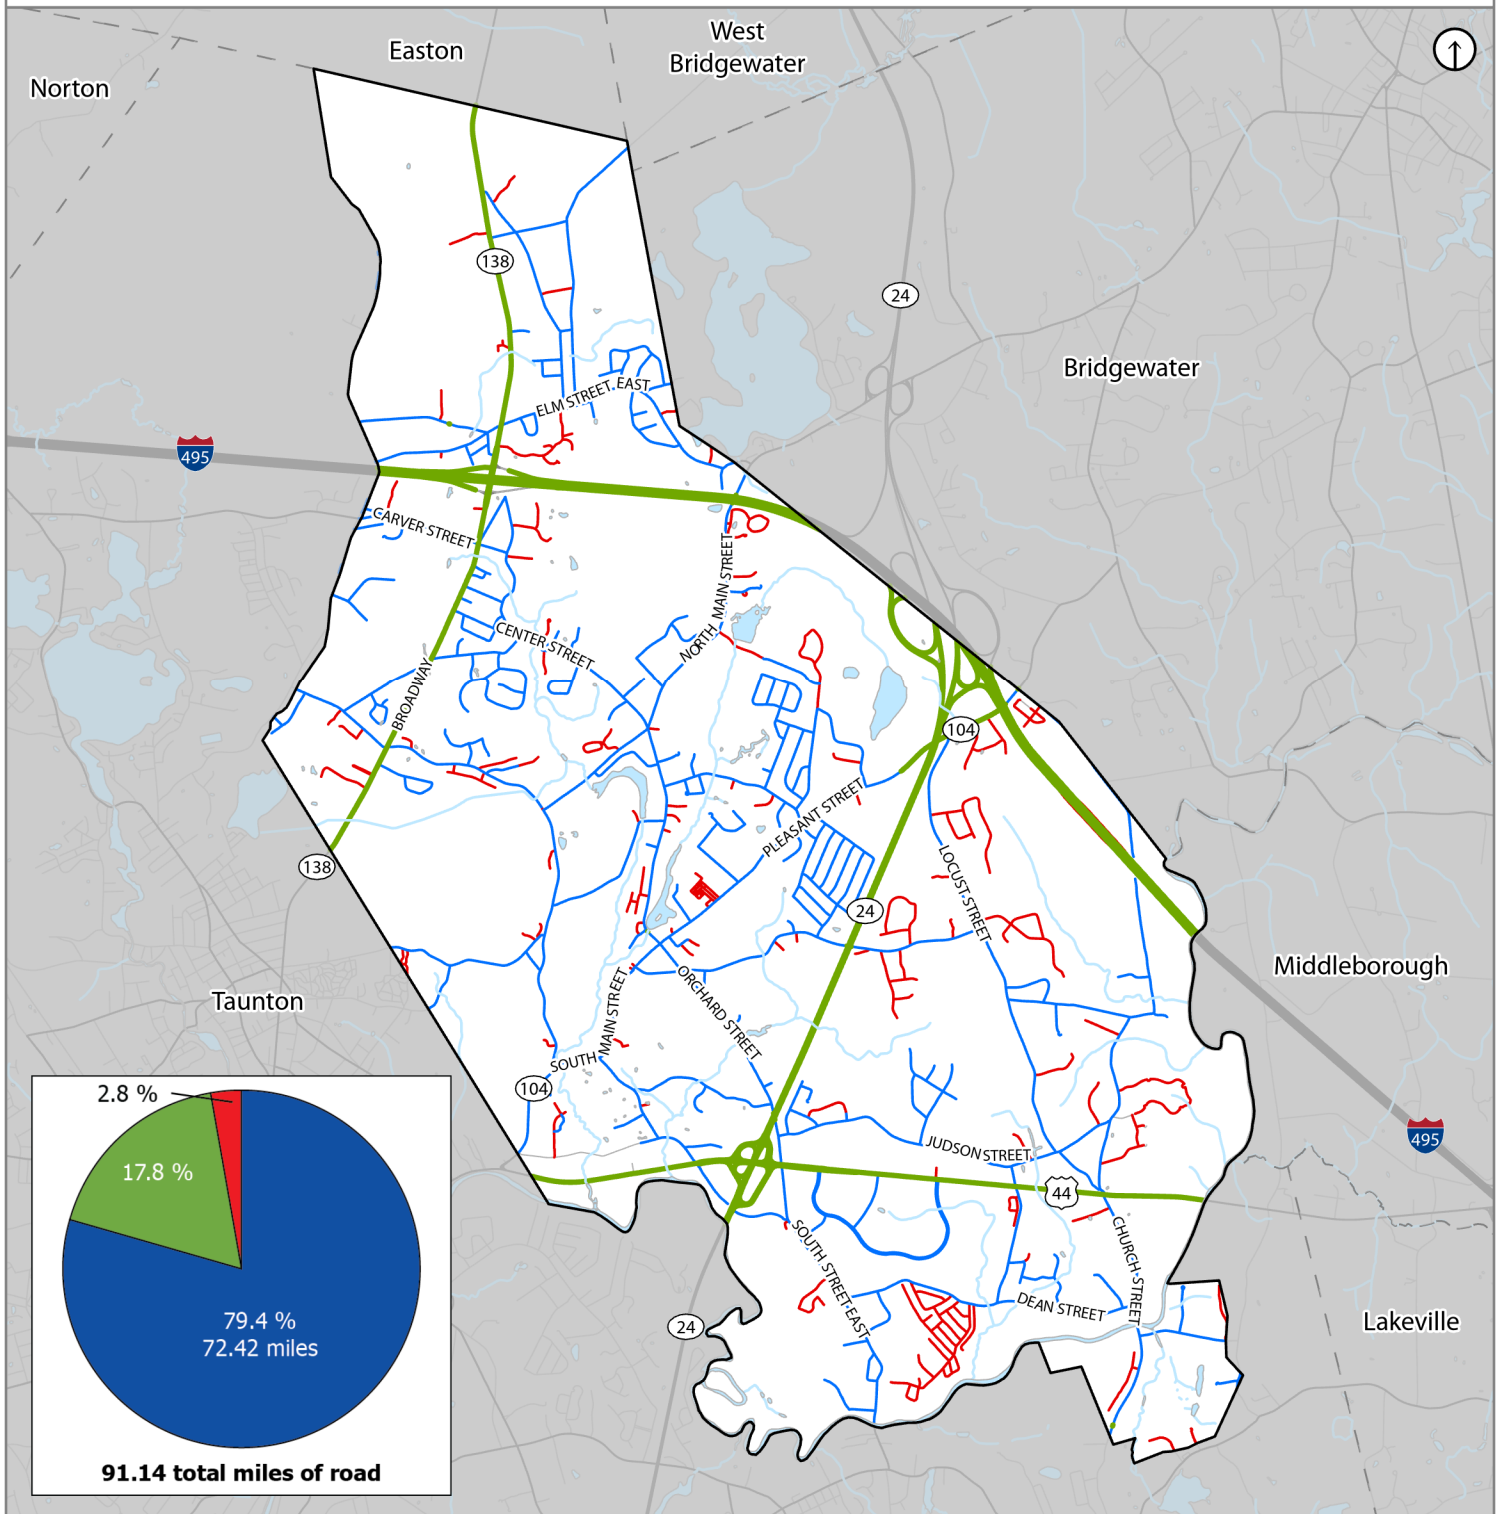 West
Bridgewater
Easton
Norton
138
24
Bridgewater
ELM STREET EAST
495
CARVER STREET
NORTH MAIN STREET
CENTER STREET
BROADWAY
104
PLEASANT STREET
138
LOCUST STREET
24
Middleborough
ORCHARD STREET
Taunton
SOUTH MAIN STREET
104
495
JUDSON STREET
44
CHURCH STREET
SOUTH STREET EAST
DEAN STREET
24
Lakeville
2.8 %
17.8 %
79.4 %
72.42 miles
91.14 total miles of road